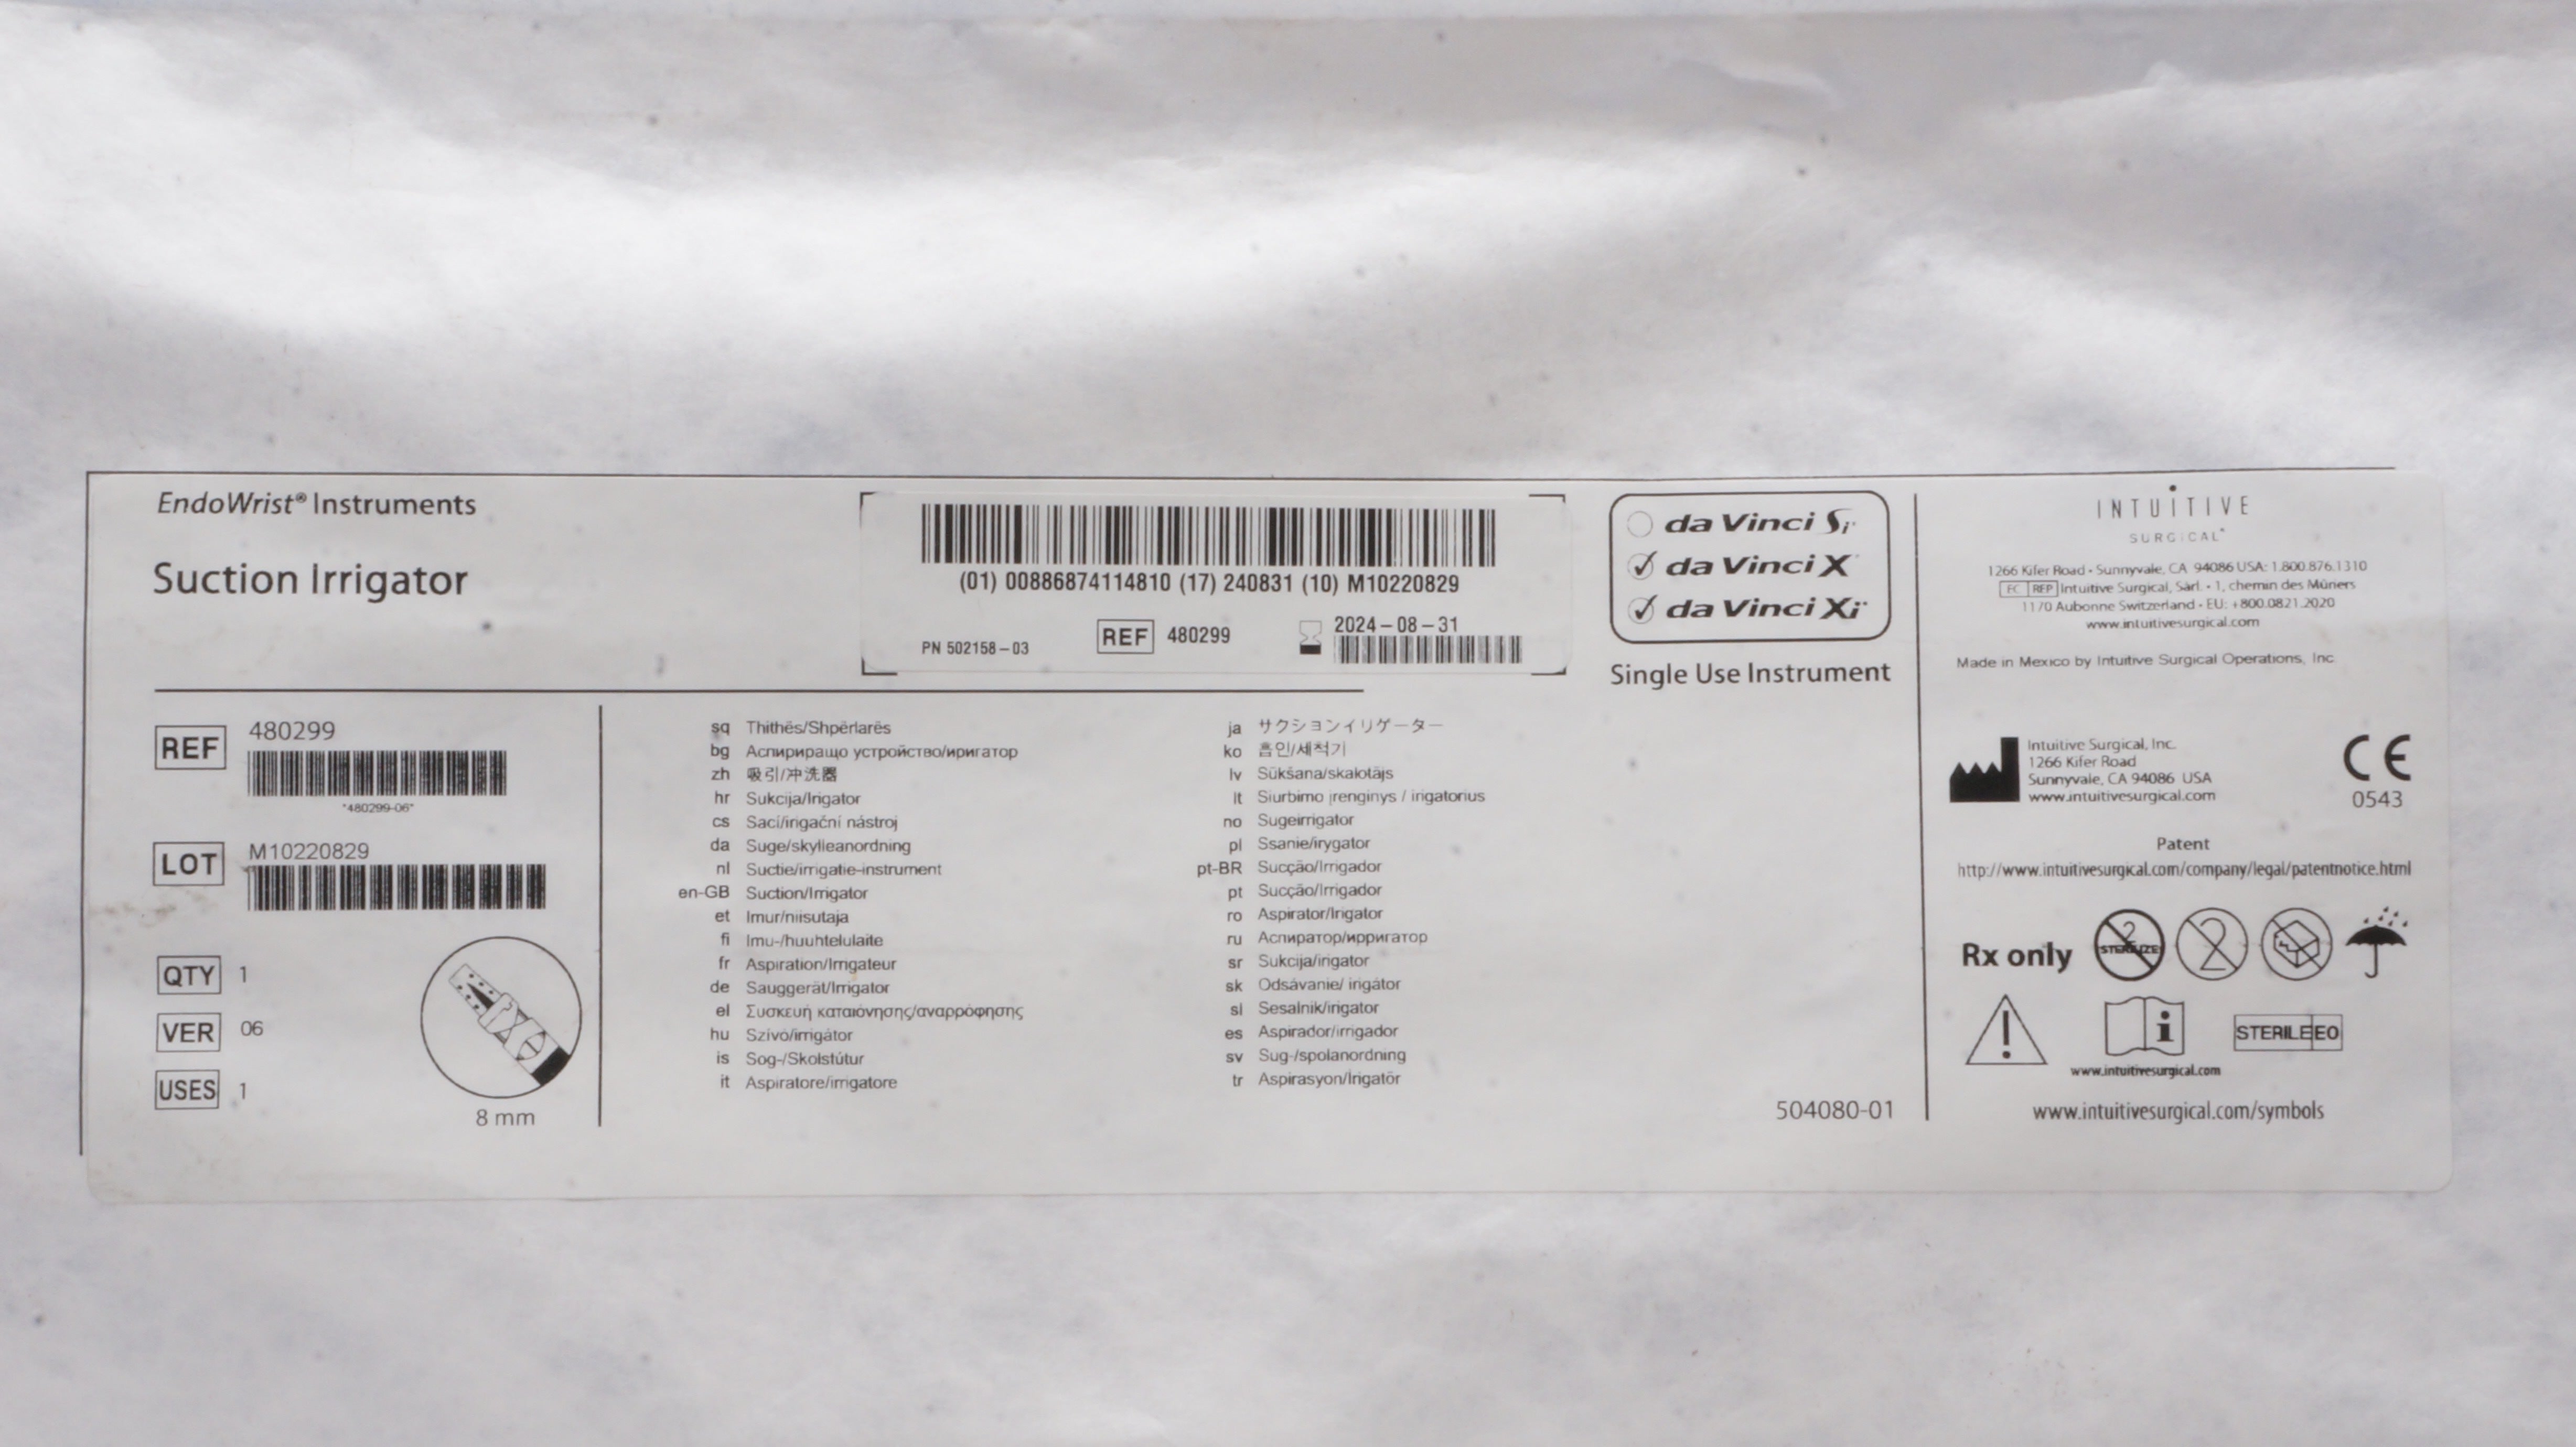 EndoWrist® Instruments
Suction Irrigator
(01) 00886874114810 (17) 240831 (10) M10220829
PN 502158-03
REF 480299
2024-08-31
da Vinci Si
da Vinci X
da Vinci Xi
Single Use Instrument
REF 480299
*480299-06*
LOT M10220829
QTY 1
VER 06
USES 1
8 mm
sq Thithës/Shpërlarës
bg Аспириращо устройство/иригатор
zh 吸引/冲洗器
hr Sukcija/Irigator
cs Sací/irigační nástroj
da Suge/skylleanordning
nl Suctie/irrigatie-instrument
en-GB Suction/Irrigator
et Imur/niisutaja
fi Imu-/huuhtelulaite
fr Aspiration/Irrigateur
de Sauggerät/Irrigator
el Συσκευή καταιόνησης/αναρρόφησης
hu Szívó/irrigátor
is Sog-/Skolstútur
it Aspiratore/irrigatore
ja サクションイリゲーター
ko 흡인/세척기
lv Sūkšana/skalotājs
lt Siurbimo įrenginys / irigatorius
no Sugeirrigator
pl Ssanie/irygator
pt-BR Sucção/Irrigador
pt Sucção/Irrigador
ro Aspirator/Irigator
ru Аспиратор/ирригатор
sr Sukcija/irigator
sk Odsávanie/ irigátor
sl Sesalnik/irigator
es Aspirador/irrigador
sv Sug-/spolanordning
tr Aspirasyon/İrigatör
504080-01
INTUITIVE
SURGICAL®
1266 Kifer Road • Sunnyvale, CA 94086 USA: 1.800.876.1310
EC REP Intuitive Surgical, Sàrl. • 1, chemin des Mûriers
1170 Aubonne Switzerland • EU: +800.0821.2020
www.intuitivesurgical.com
Made in Mexico by Intuitive Surgical Operations, Inc
Intuitive Surgical, Inc.
1266 Kifer Road
Sunnyvale, CA 94086 USA
www.intuitivesurgical.com
CE
0543
Patent
http://www.intuitivesurgical.com/company/legal/patentnotice.html
Rx only
2
STERILIZE
2
i
www.intuitivesurgical.com
STERILE EO
www.intuitivesurgical.com/symbols